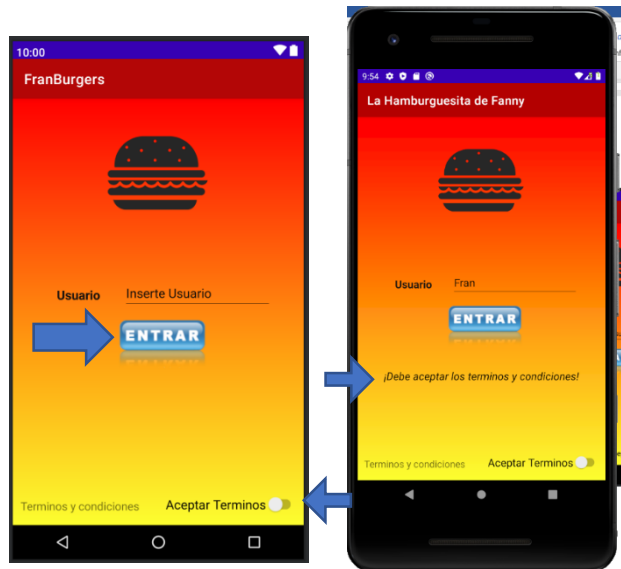 10:00
FranBurgers
Usuario
Inserte Usuario
ENTRAR
Terminos y condiciones
Aceptar Terminos
9:54
La Hamburguesita de Fanny
Usuario
Fran
ENTRAR
¡Debe aceptar los terminos y condiciones!
Terminos y condiciones
Aceptar Terminos